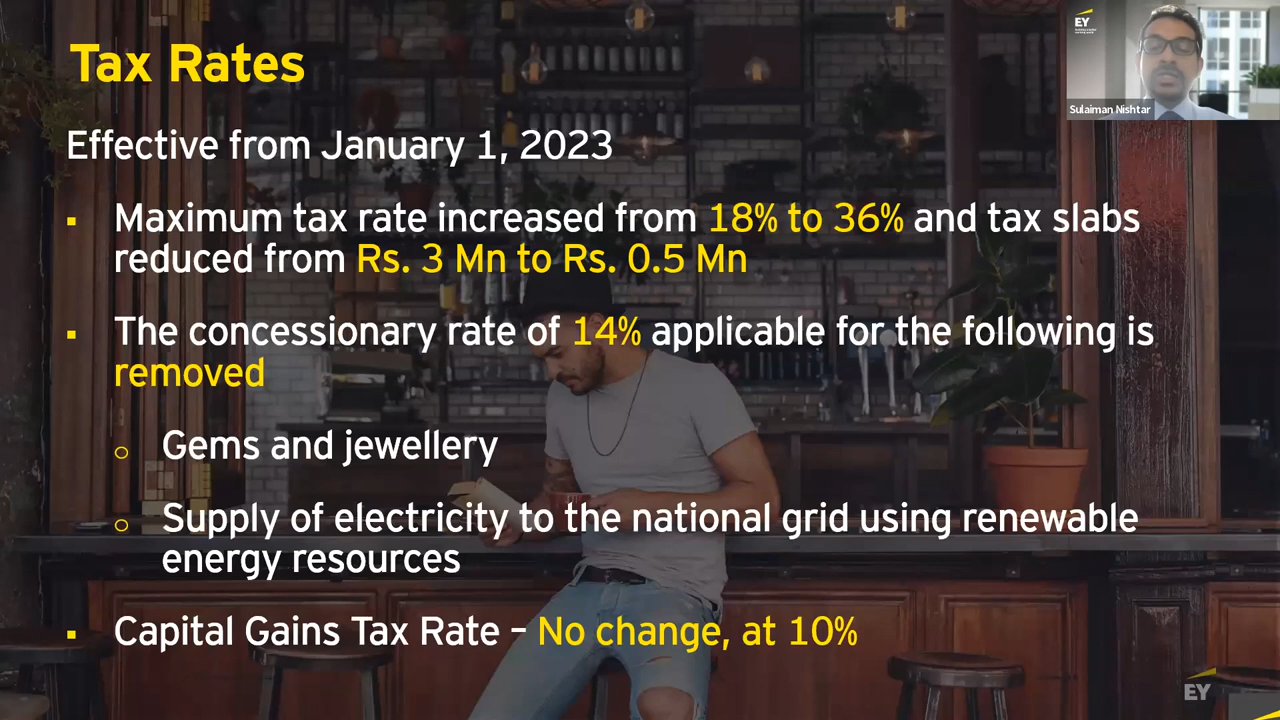 Tax Rates
EY
Sulaiman Nishtar
Effective from January 1, 2023
▪ Maximum tax rate increased from 18% to 36% and tax slabs
reduced from Rs. 3 Mn to Rs. 0.5 Mn
▪ The concessionary rate of 14% applicable for the following is
removed
o Gems and jewellery
o Supply of electricity to the national grid using renewable
energy resources
▪ Capital Gains Tax Rate – No change, at 10%
EY